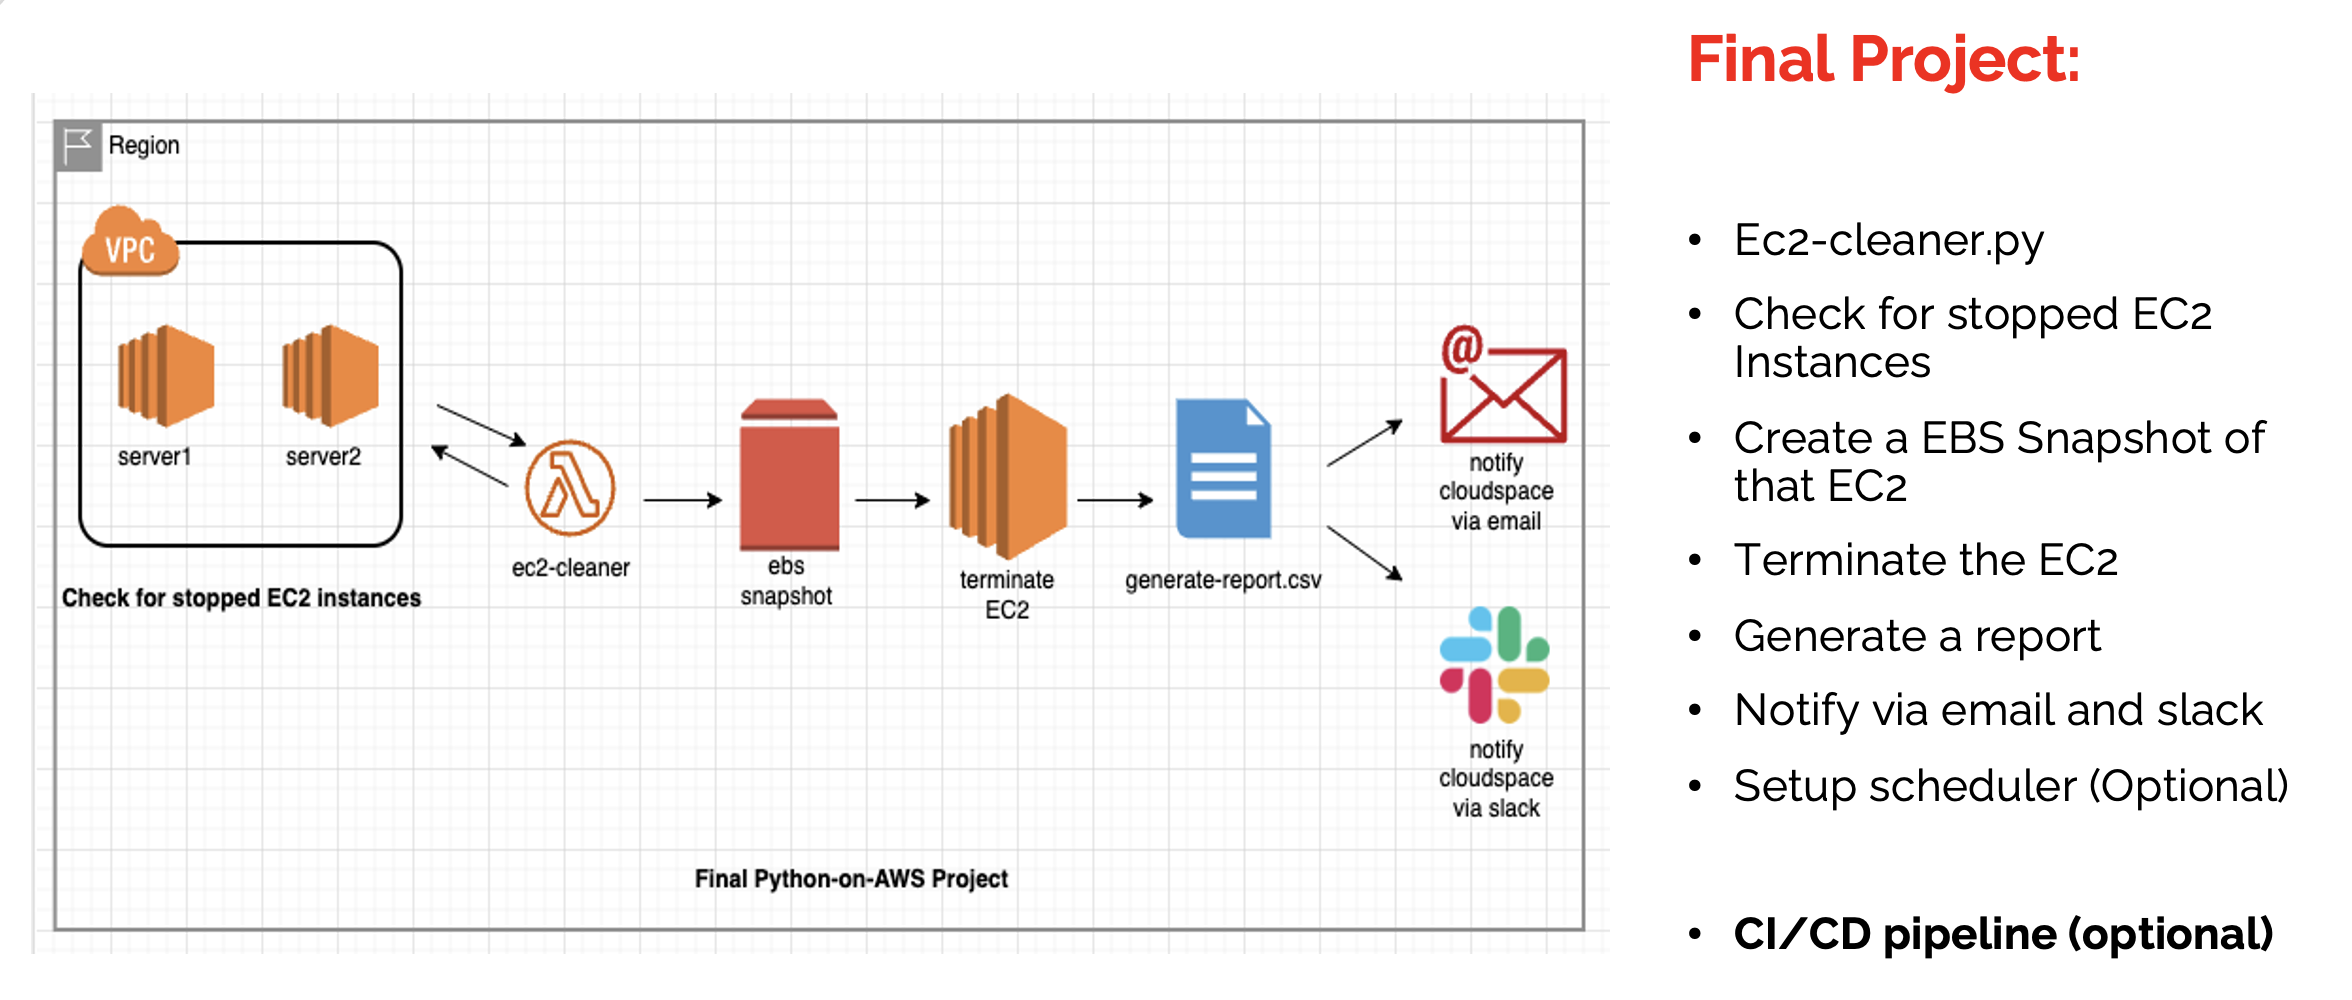 Final Project:
Region
VPC
server1
server2
Check for stopped EC2 instances
ec2-cleaner
ebs
snapshot
terminate
EC2
generate-report.csv
@
notify
cloudspace
via email
notify
cloudspace
via slack
Final Python-on-AWS Project
• Ec2-cleaner.py
• Check for stopped EC2
Instances
• Create a EBS Snapshot of
that EC2
• Terminate the EC2
• Generate a report
• Notify via email and slack
• Setup scheduler (Optional)
• CI/CD pipeline (optional)